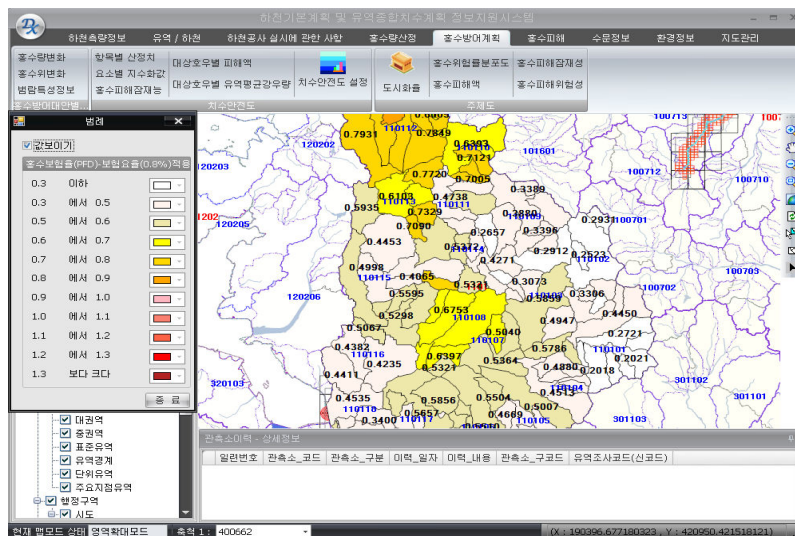 하천기본계획 및 유역종합치수계획 정보지원시스템
하천측량정보 유역 / 하천 하천공사 실시에 관한 사항 홍수량산정 홍수방어계획 홍수피해 수문정보 환경정보 지도관리
홍수량변화 항목별 산정치 대상호우별 피해액 홍수위험률분포도 홍수피해잠재성
홍수위변화 요소별 지수화값
범람특성정보 홍수피해잠재능 대상호우별 유역평균강우량 치수안전도 설정 도시화율 홍수피해액 홍수피해위험성
홍수방어대안별... 치수안전도 주제도
범례
값보이기
홍수보험율(PFD)-보험요율(0.8%)적용
0.3 이하
0.3 에서 0.5
0.5 에서 0.6
0.6 에서 0.7
0.7 에서 0.8
0.8 에서 0.9
0.9 에서 1.0
1.0 에서 1.1
1.1 에서 1.2
1.2 에서 1.3
1.3 보다 크다
종 료
대권역
중권역
표준유역
유역경계
단위유역
주요지점유역
행정구역
시도
100713
0.7931 110112 0.7849
120202 0.6393
0.7121 101601
120203 0.7720 0.7005 100712
0.3389 100710
0.6103 0.4738
110113 110111
0.5935 0.7329 0.2880 0.2931 100701
120205 0.7090 0.2657 0.3396
0.4453 0.5372 0.2912 0.2523
110114 110102
0.4998 0.4271 100703
110115 0.4065 0.3073
120206 0.5595 0.5321 0.3306 100702
0.6753 0.4450
0.5298 110108 0.4947
0.5067 0.5040 0.2721
110107
0.4382 0.5786 110101
110116 0.6397 0.2021
0.4235 0.5321 0.5364 0.4880 0.2018
320103 0.4411 301102
0.4513
0.4535 0.5856 0.5504 0.5007 301101
110118 0.5657 0.4669
0.3400 110117 110105 301103
관측소이력 - 상세정보
일련번호 관측소_코드 관측소_구분 이력_일자 이력_내용 관측소_구코드 유역조사코드(신코드)
현재 맵모드 상태 영역확대모드 축척 1 : 400662 (X : 190396.677180323 , Y : 420950.421518121)